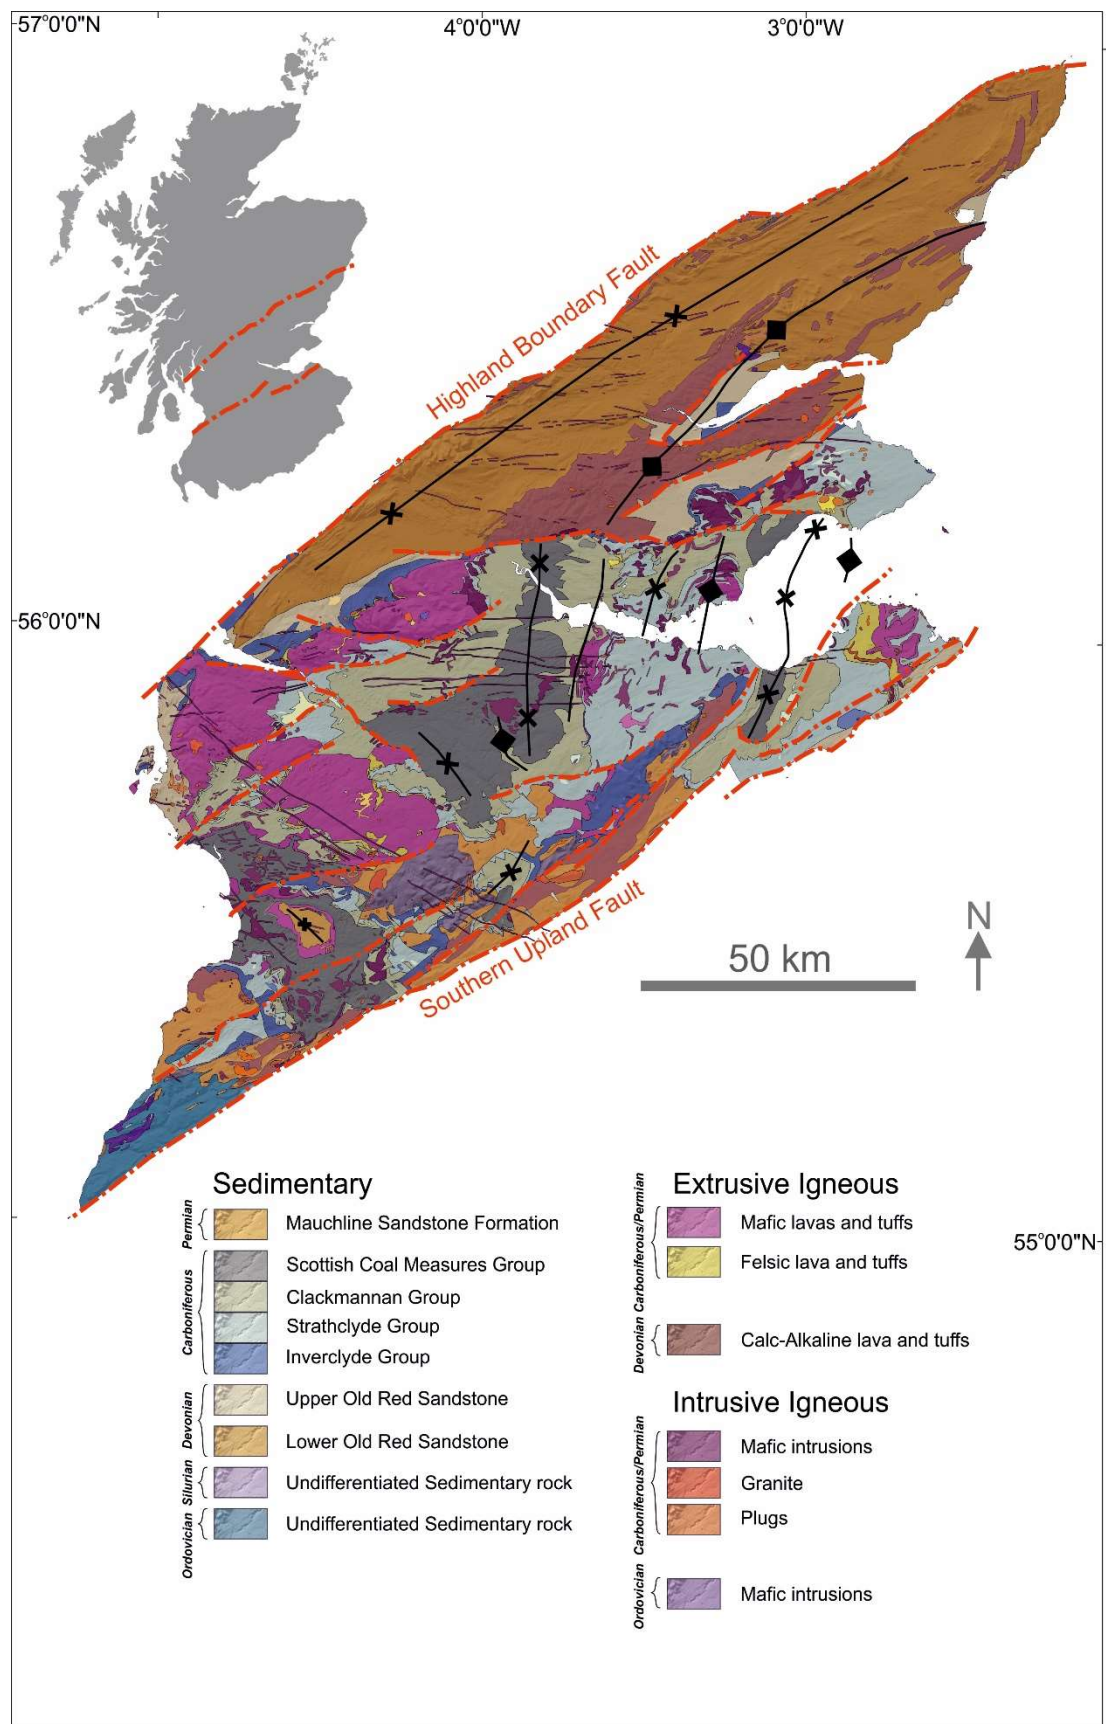 57°0'0"N
4°0'0"W
3°0'0"W
Highland Boundary Fault
56°0'0"N
Southern Upland Fault
N
50 km
55°0'0"N
Sedimentary
Permian
Mauchline Sandstone Formation
Carboniferous
Scottish Coal Measures Group
Clackmannan Group
Strathclyde Group
Inverclyde Group
Devonian
Upper Old Red Sandstone
Lower Old Red Sandstone
Silurian
Undifferentiated Sedimentary rock
Ordovician
Undifferentiated Sedimentary rock
Extrusive Igneous
Carboniferous/Permian
Mafic lavas and tuffs
Felsic lava and tuffs
Devonian
Calc-Alkaline lava and tuffs
Intrusive Igneous
Carboniferous/Permian
Mafic intrusions
Granite
Plugs
Ordovician
Mafic intrusions